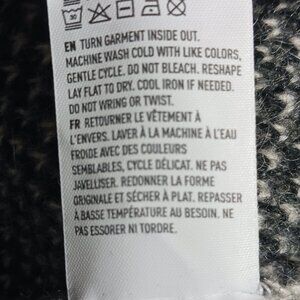 30
EN TURN GARMENT INSIDE OUT.
MACHINE WASH COLD WITH LIKE COLORS,
GENTLE CYCLE. DO NOT BLEACH. RESHAPE
LAY FLAT TO DRY. COOL IRON IF NEEDED.
DO NOT WRING OR TWIST.
FR RETOURNER LE VÊTEMENT À
L'ENVERS. LAVER À LA MACHINE À L'EAU
FROIDE AVEC DES COULEURS
SEMBLABLES, CYCLE DÉLICAT. NE PAS
JAVELLISER. REDONNER LA FORME
ORIGINALE ET SÉCHER À PLAT. REPASSER
À BASSE TEMPÉRATURE AU BESOIN. NE
PAS ESSORER NI TORDRE.